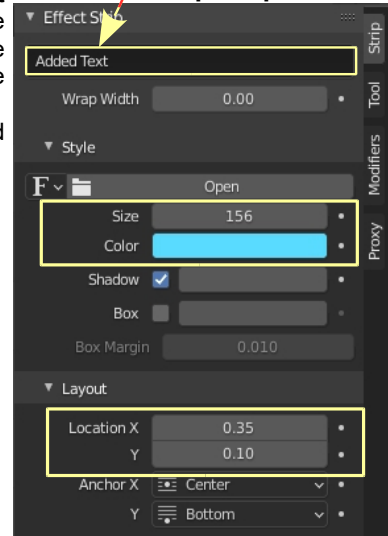 Effect Strip
Added Text
Wrap Width 0.00
Style
F Open
Size 156
Color
Shadow
Box
Box Margin 0.010
Layout
Location X 0.35
Y 0.10
Anchor X Center
Y Bottom
Strip
Tool
Modifiers
Proxy